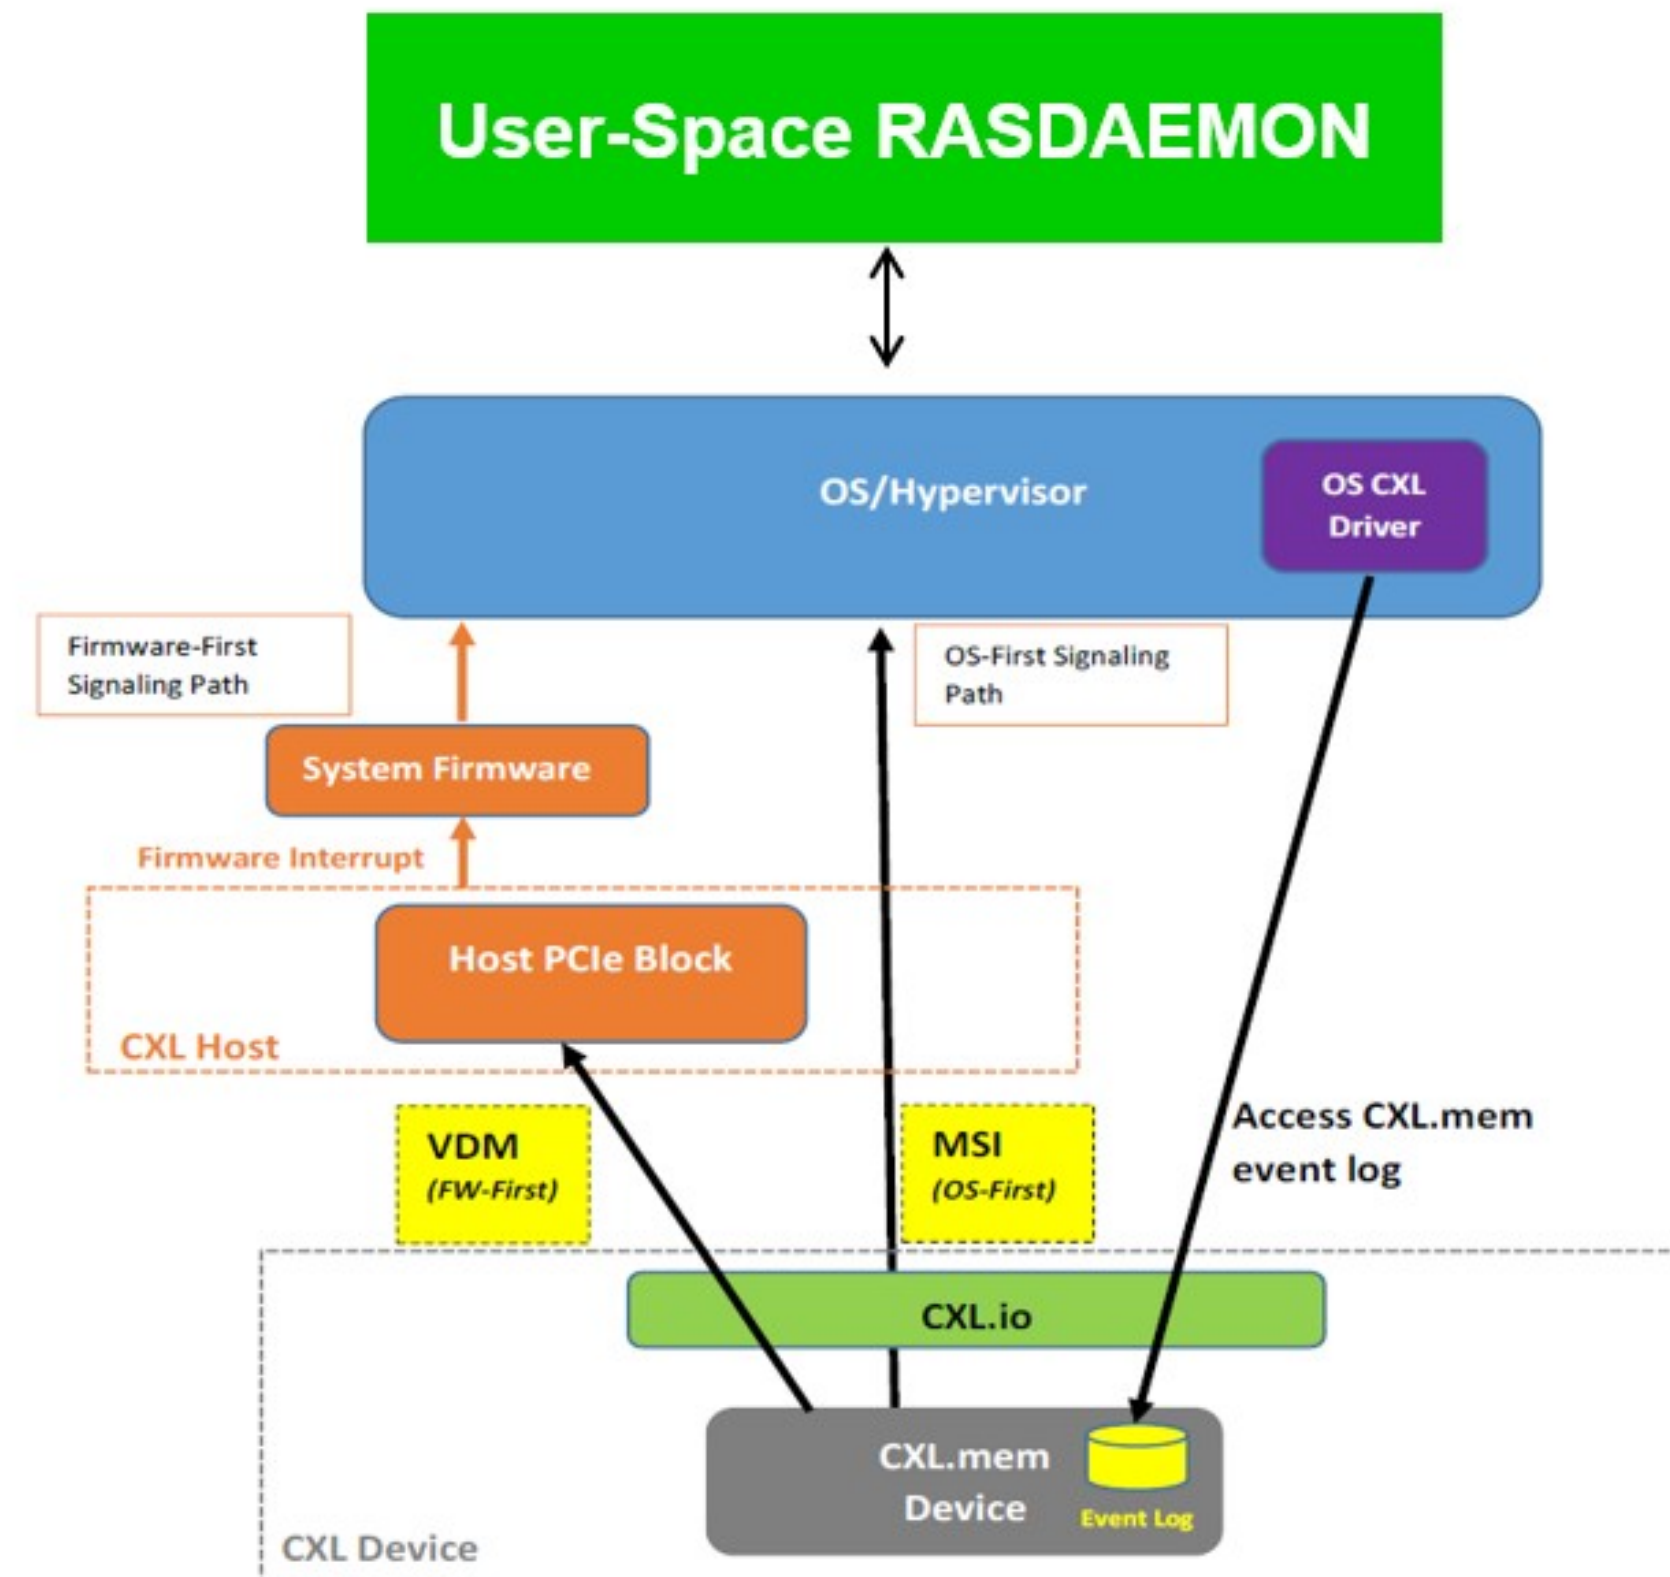 User-Space RASDAEMON
OS/Hypervisor
OS CXL
Driver
Firmware-First
Signaling Path
OS-First Signaling
Path
System Firmware
Firmware Interrupt
Host PCIe Block
CXL Host
VDM
(FW-First)
MSI
(OS-First)
Access CXL.mem
event log
CXL.io
CXL.mem
Device
Event Log
CXL Device